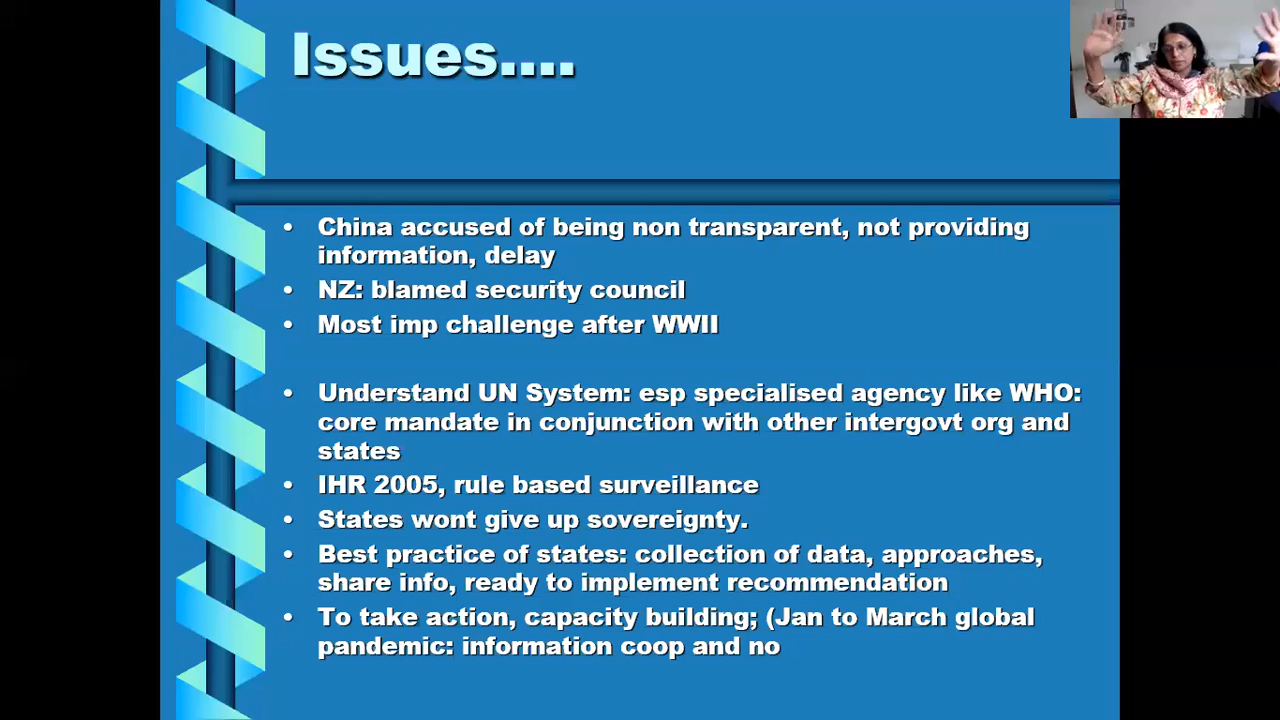 Issues....
• China accused of being non transparent, not providing
information, delay
• NZ: blamed security council
• Most imp challenge after WWII
• Understand UN System: esp specialised agency like WHO:
core mandate in conjunction with other intergovt org and
states
• IHR 2005, rule based surveillance
• States wont give up sovereignty.
• Best practice of states: collection of data, approaches,
share info, ready to implement recommendation
• To take action, capacity building; (Jan to March global
pandemic: information coop and no